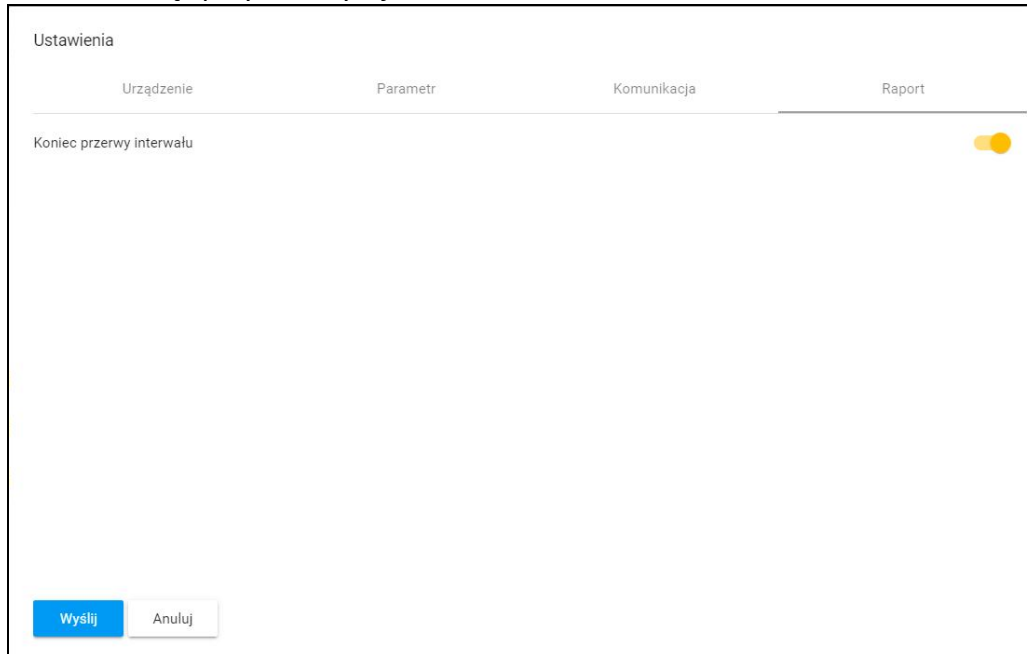 Ustawienia
Urządzenie Parametr Komunikacja Raport
Koniec przerwy interwału
Wyślij Anuluj